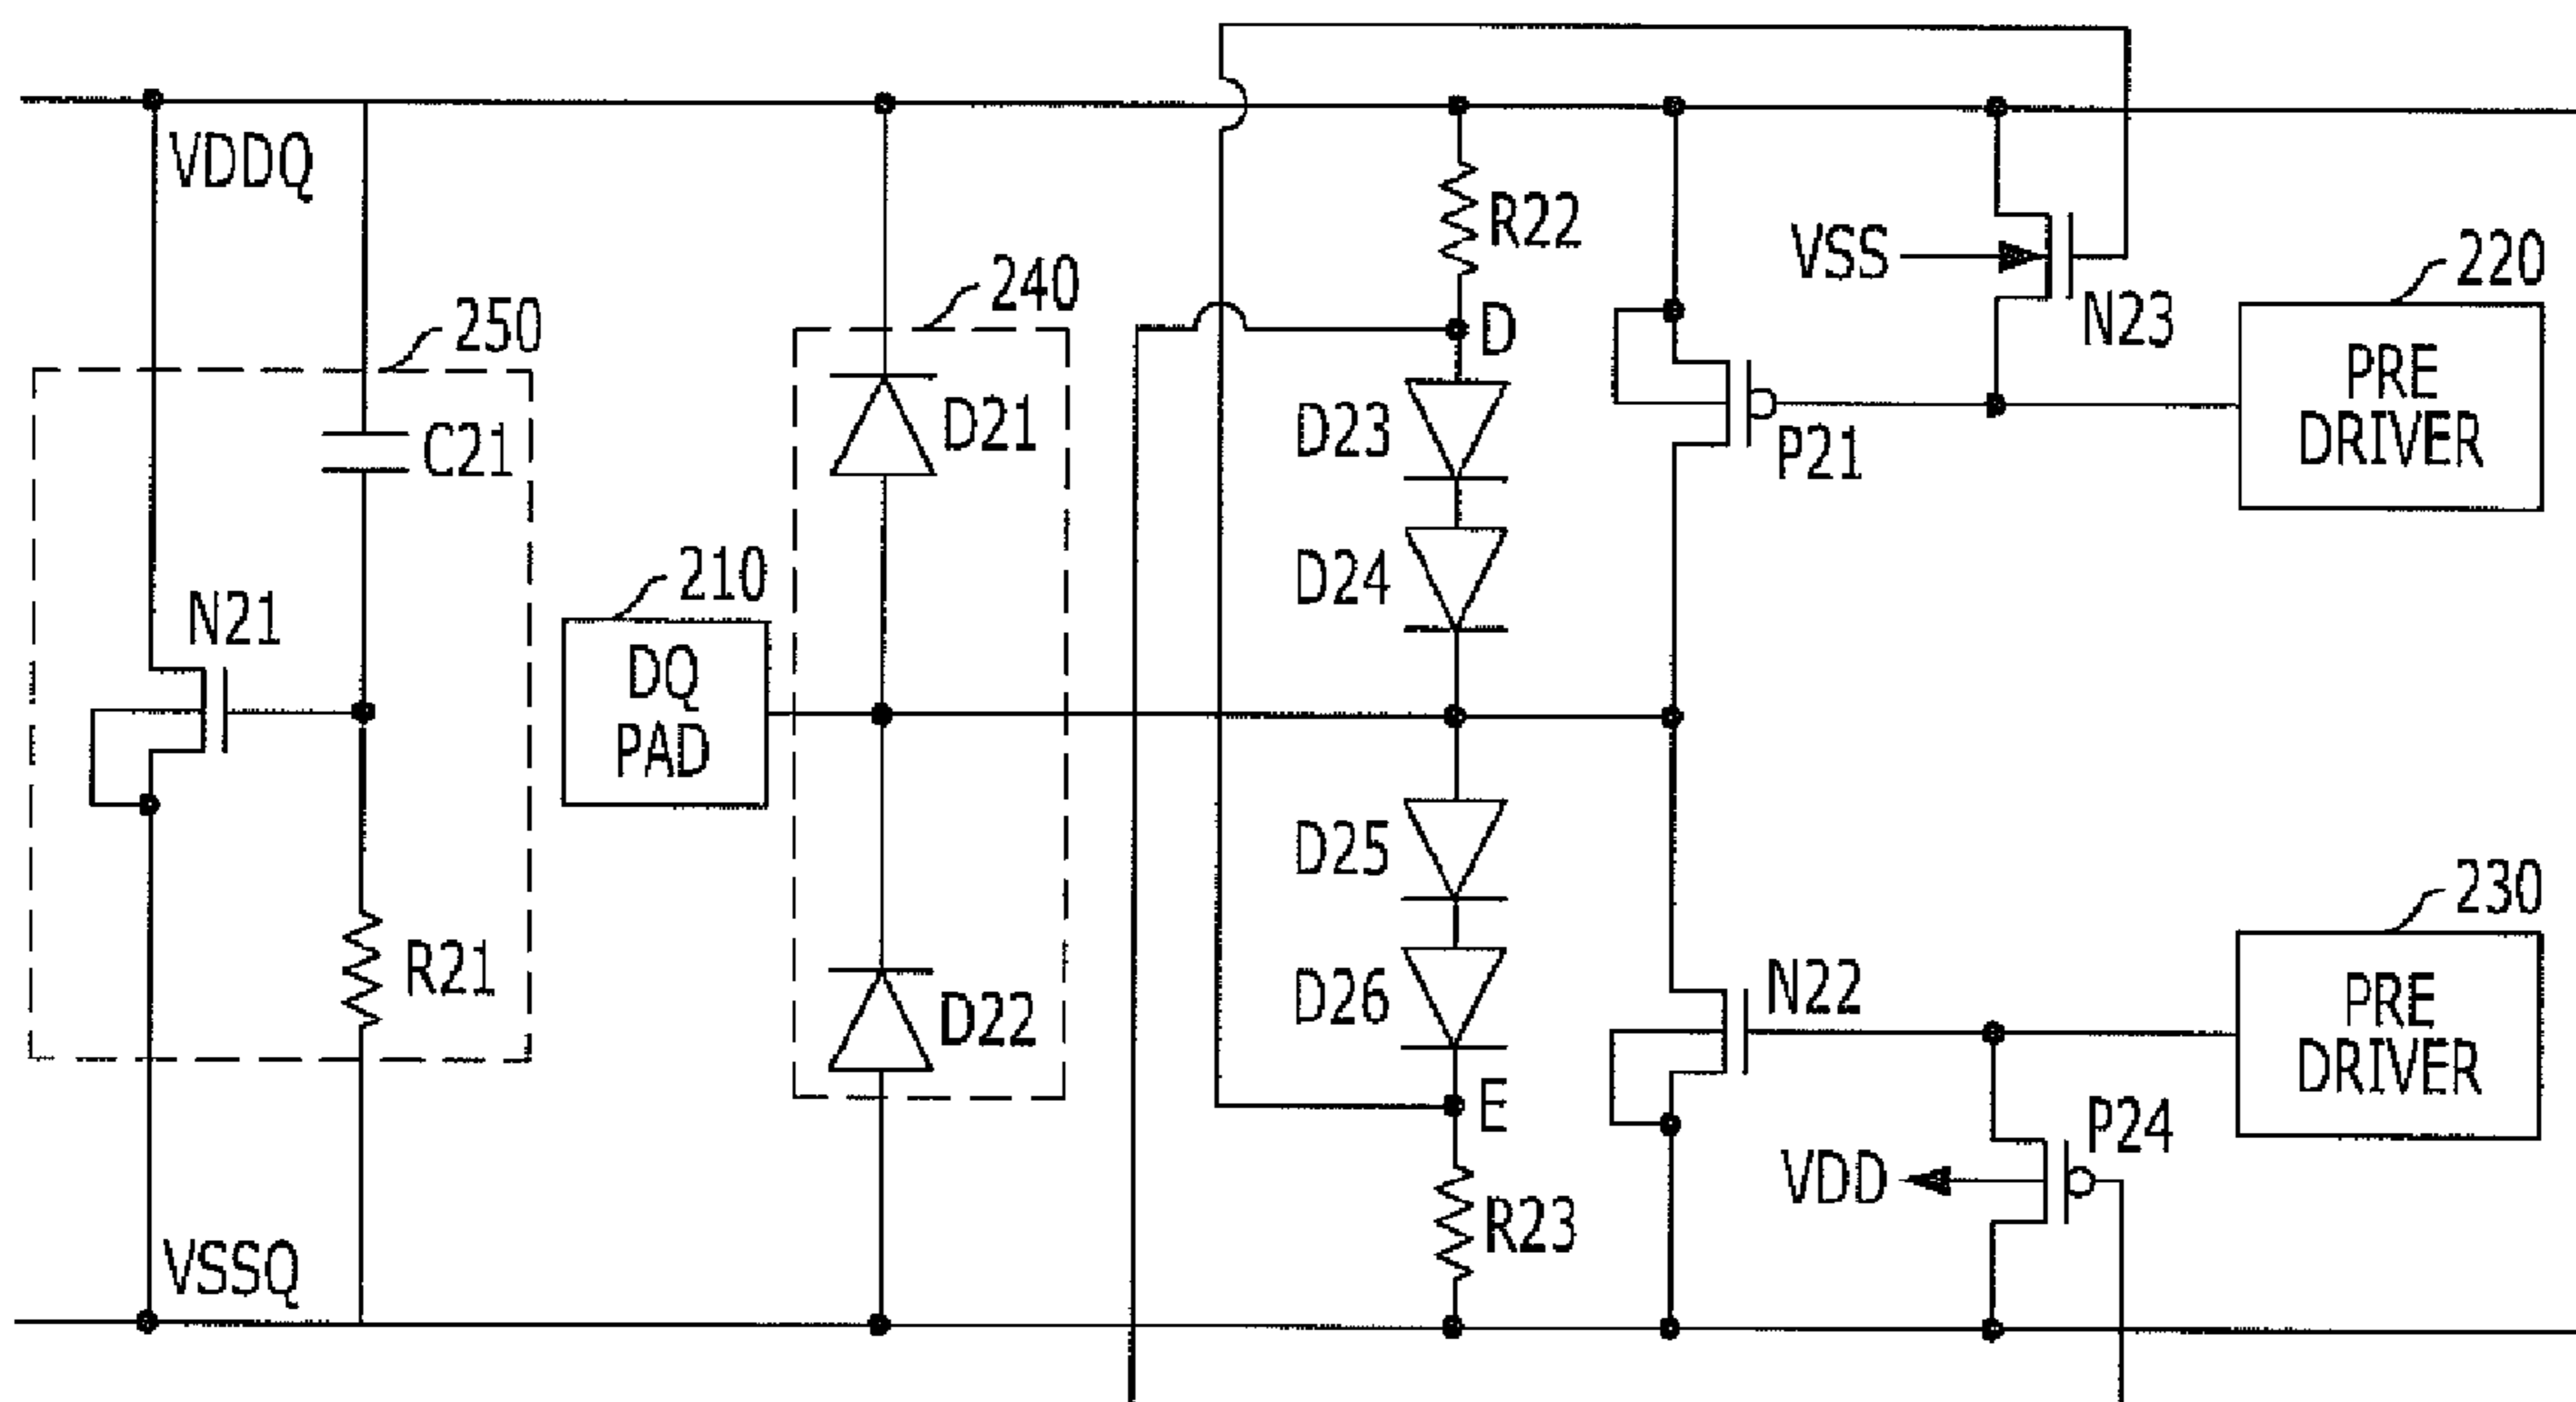 VDDQ
R22
VSS
220
240
D
N23
250
PRE
DRIVER
D21
D23
P21
C21
210
D24
N21
DQ
PAD
D25
230
R21
D22
D26
N22
PRE
DRIVER
E
P24
VDD
R23
VSSQ